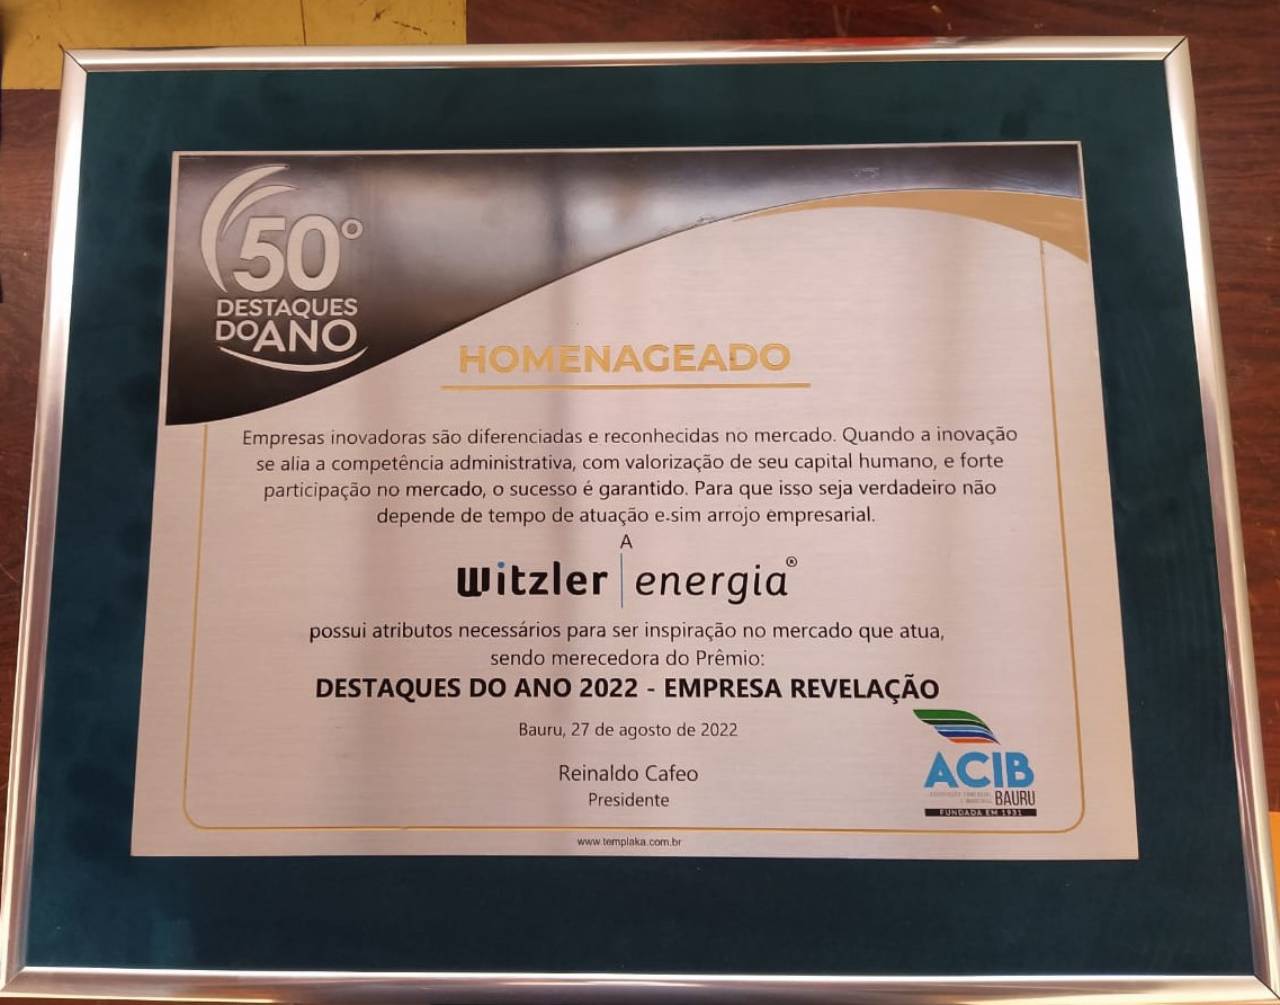 50º
DESTAQUES
DO ANO
HOMENAGEADO
Empresas inovadoras são diferenciadas e reconhecidas no mercado. Quando a inovação
se alia a competência administrativa, com valorização de seu capital humano, e forte
participação no mercado, o sucesso é garantido. Para que isso seja verdadeiro não
depende de tempo de atuação e sim arrojo empresarial.
A
witzler energia®
possui atributos necessários para ser inspiração no mercado que atua,
sendo merecedora do Prêmio:
DESTAQUES DO ANO 2022 - EMPRESA REVELAÇÃO
Bauru, 27 de agosto de 2022
Reinaldo Cafeo
Presidente
ACIB
BAURU
FUNDADA EM 1931
www.templaka.com.br